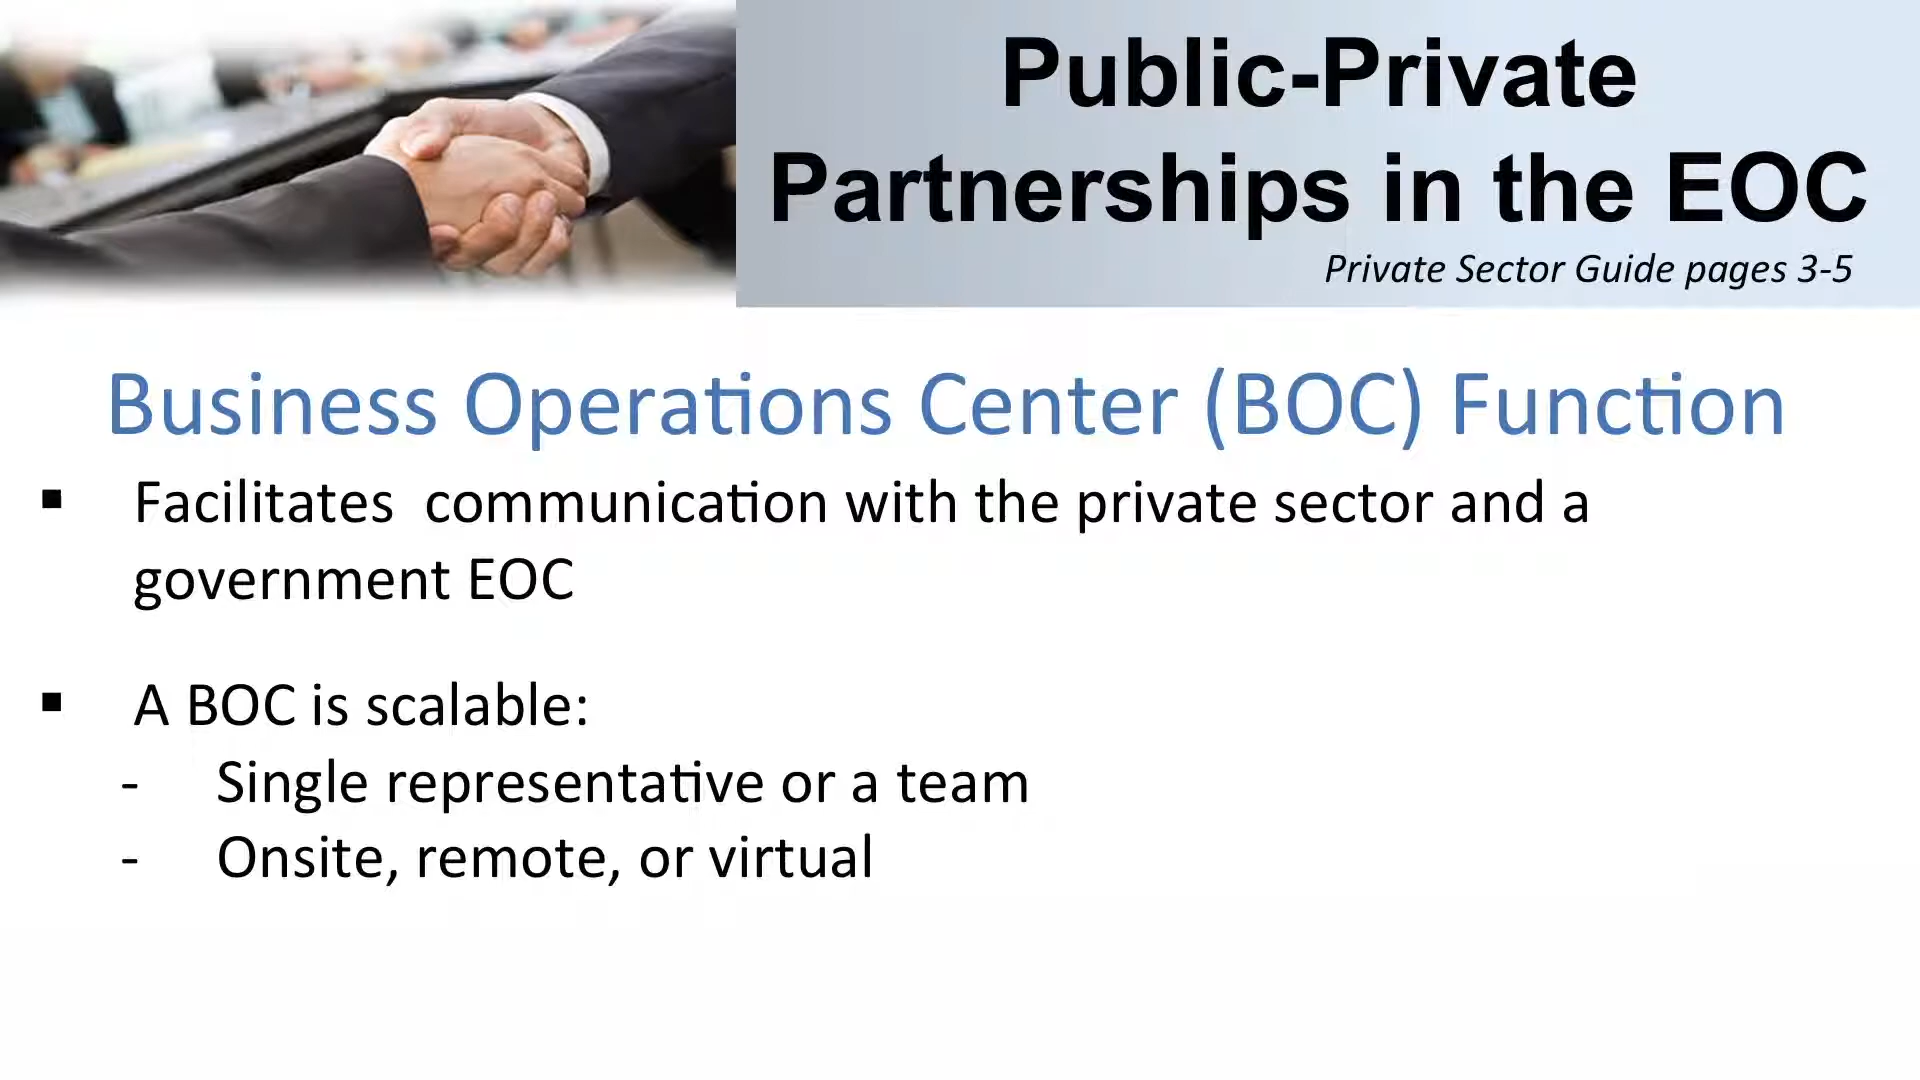 Public-Private
Partnerships in the EOC
Private Sector Guide pages 3-5
Business Operations Center (BOC) Function
▪ Facilitates  communication with the private sector and a
government EOC
▪ A BOC is scalable:
- Single representative or a team
- Onsite, remote, or virtual